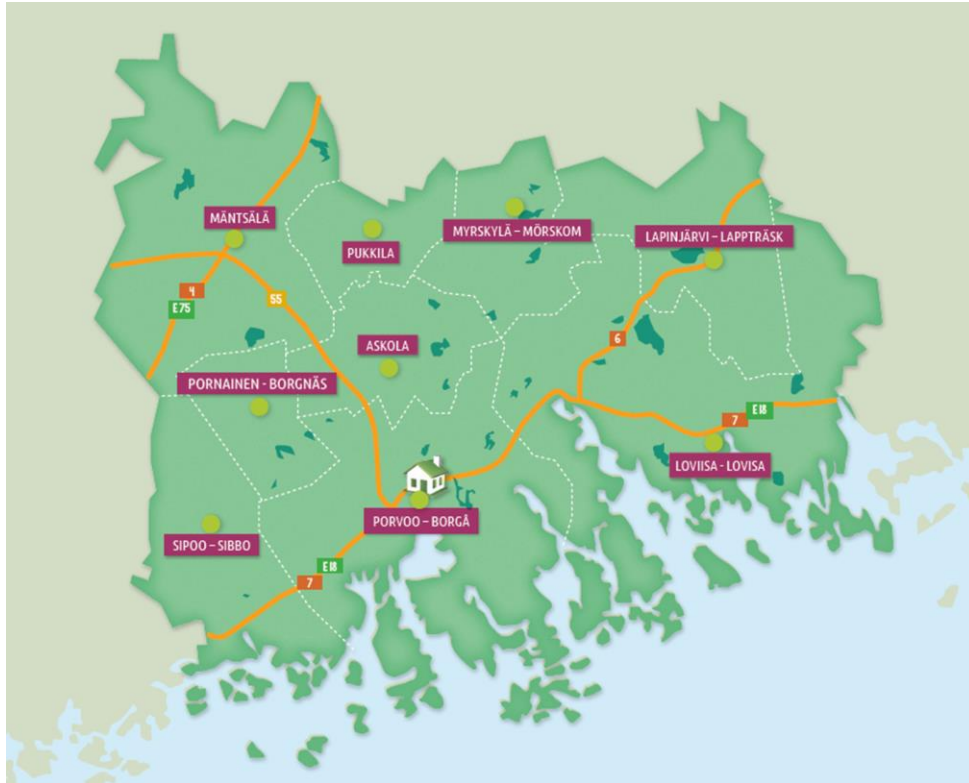 MÄNTSÄLÄ
PUKKILA
MYRSKYLÄ – MÖRSKOM
LAPINJÄRVI – LAPPTRÄSK
4
E75
55
6
ASKOLA
PORNAINEN - BORGNÄS
7
E18
LOVIISA - LOVISA
PORVOO – BORGÅ
SIPOO – SIBBO
E18
7